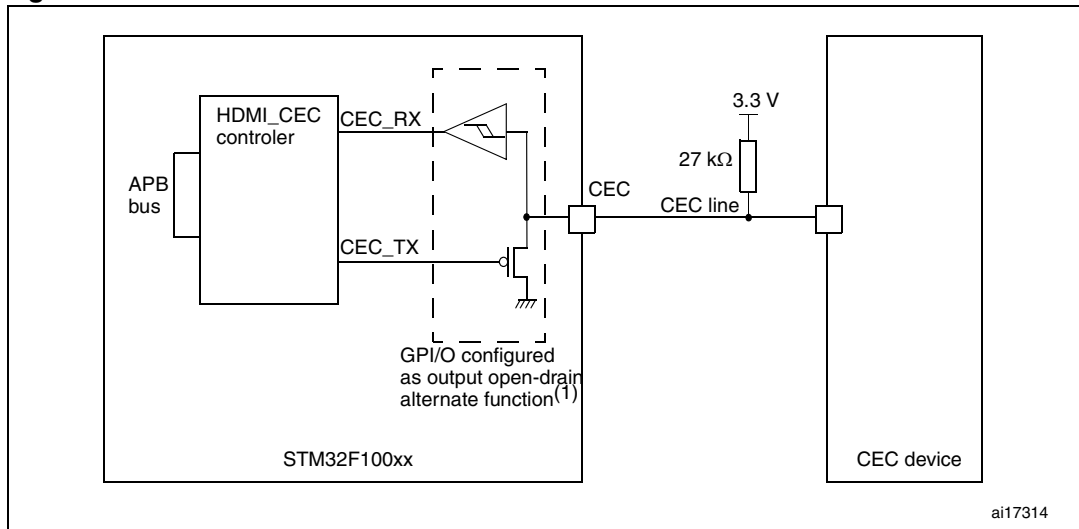 HDMI_CEC
controler
CEC_RX
APB
bus
CEC_TX
CEC
CEC line
3.3 V
27 kΩ
GPI/O configured
as output open-drain
alternate function(1)
STM32F100xx
CEC device
ai17314